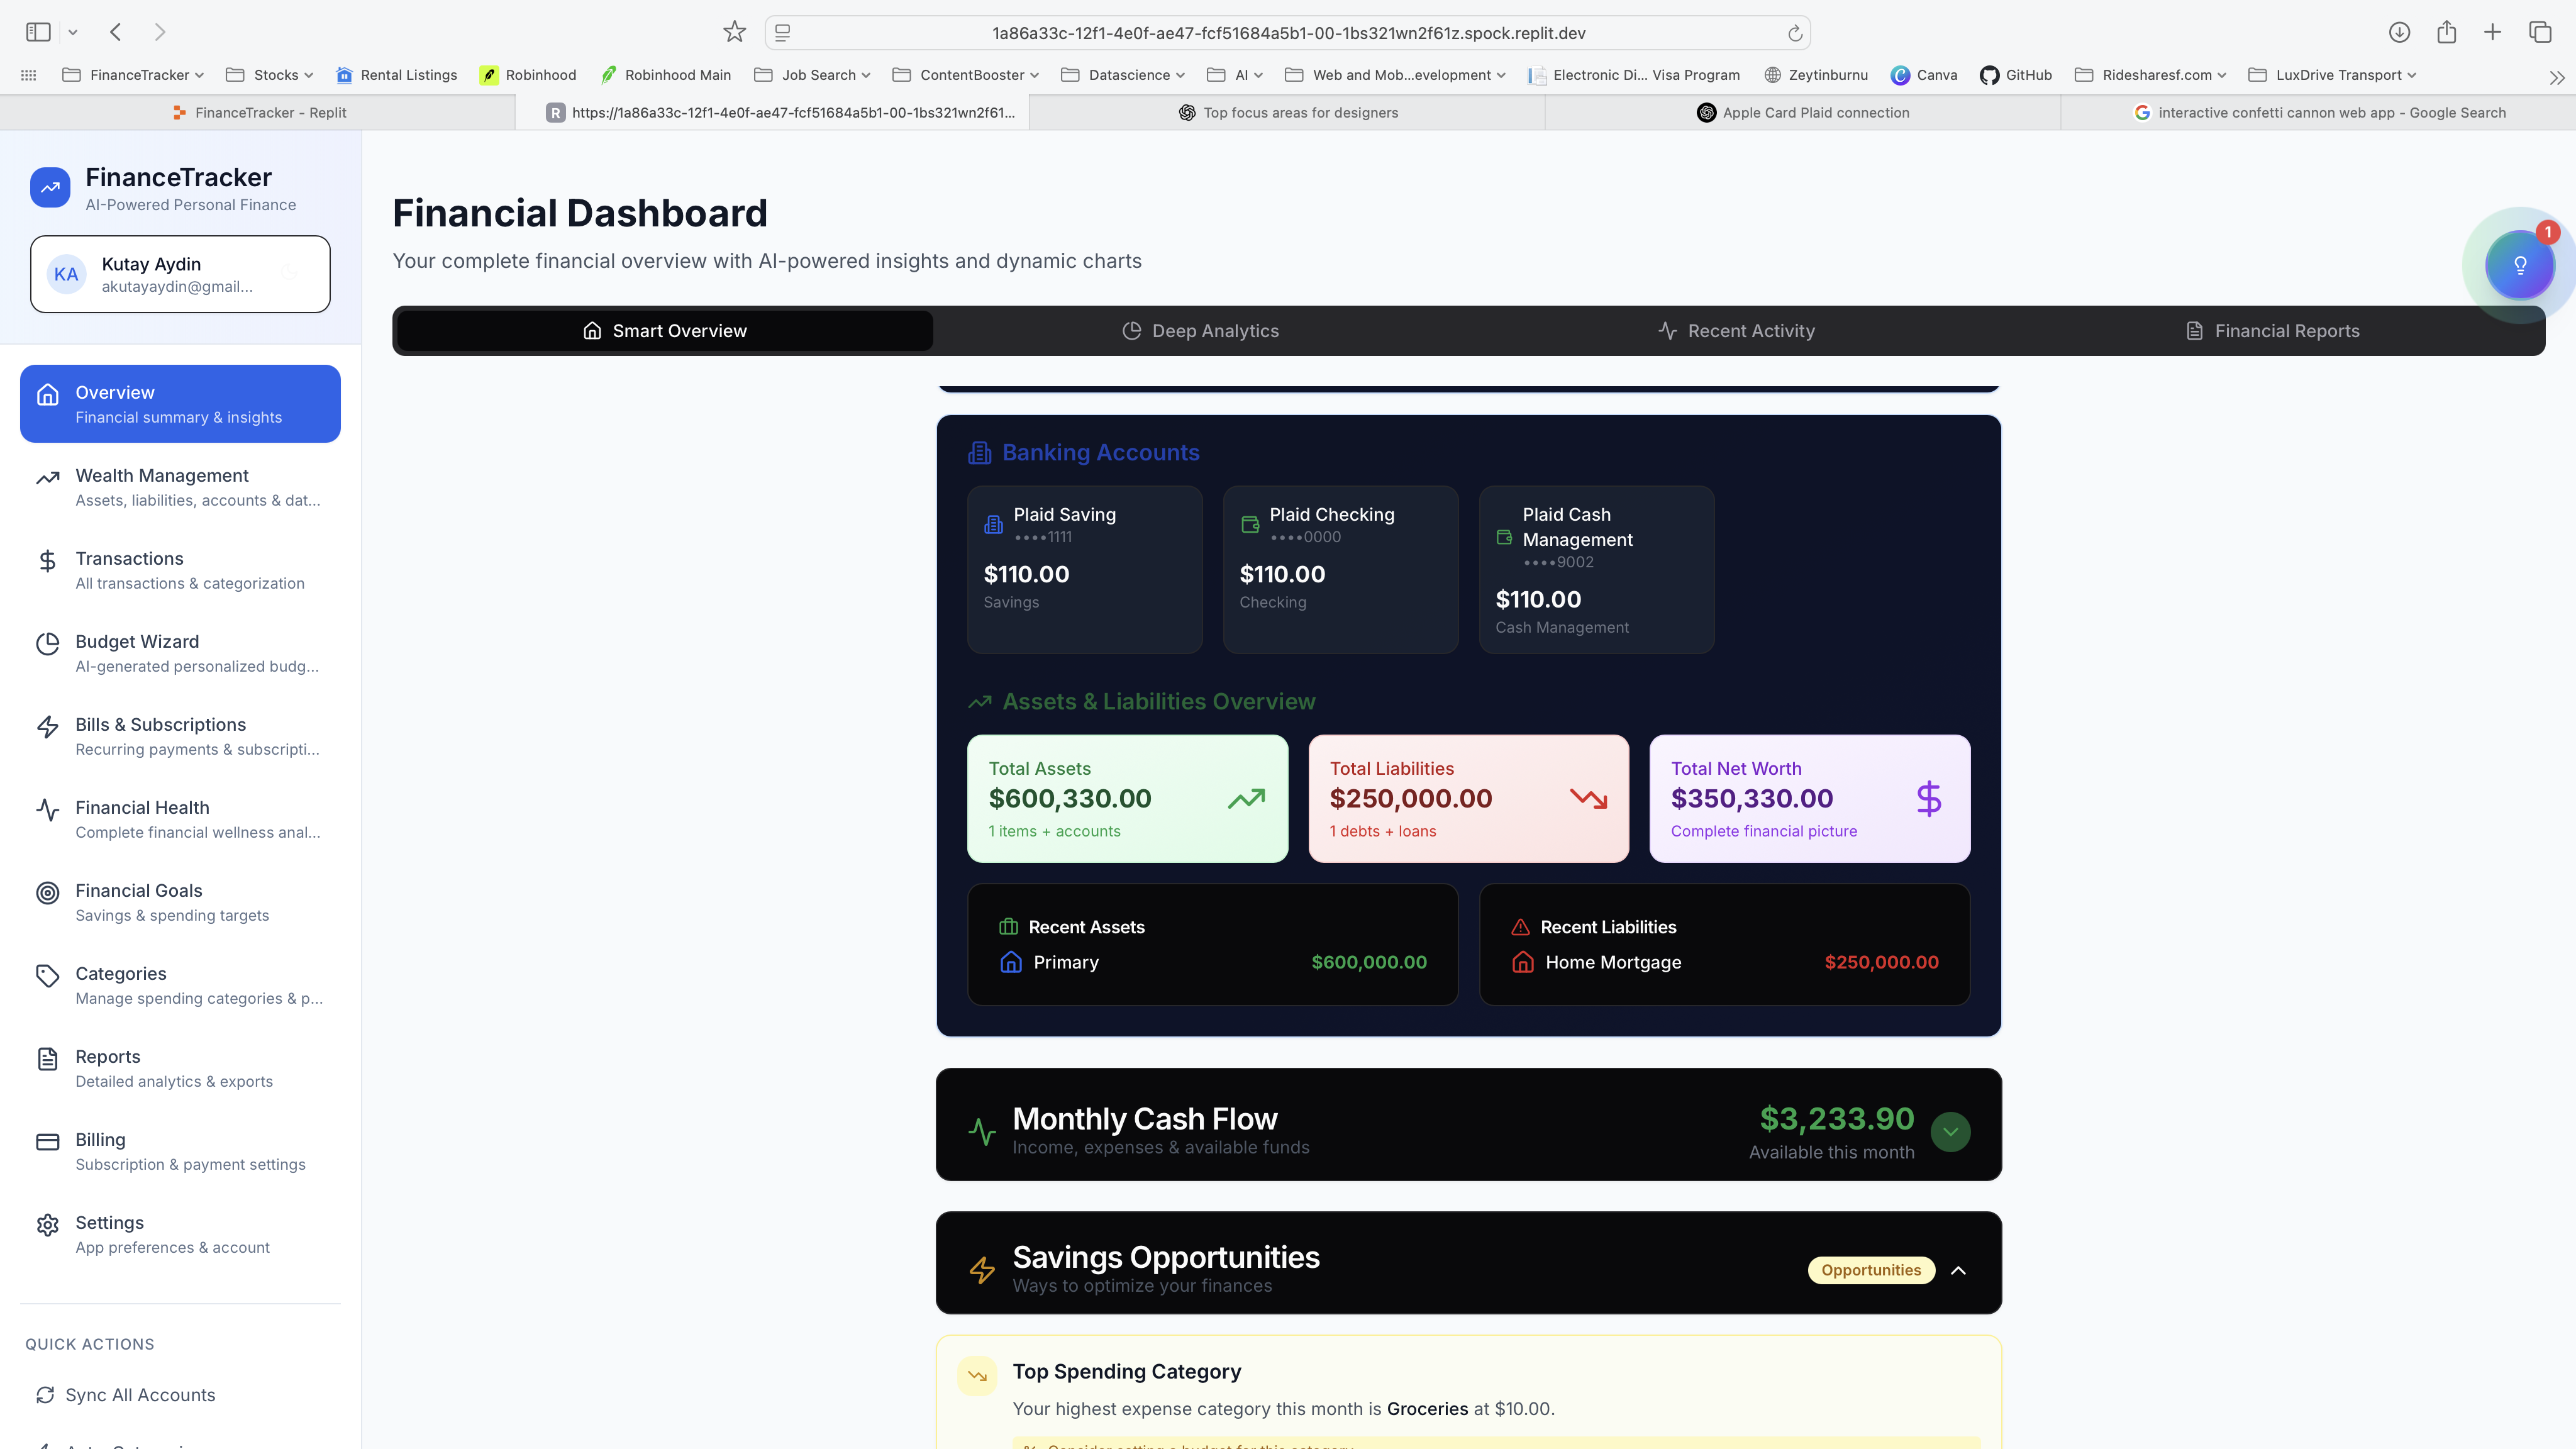 1a86a33c-12f1-4e0f-ae47-fcf51684a5b1-00-1bs321wn2f61z.spock.replit.dev
FinanceTracker
Stocks
Rental Listings
Robinhood
Robinhood Main
Job Search
ContentBooster
Datascience
AI
Web and Mob...evelopment
Electronic Di... Visa Program
Zeytinburnu
Canva
GitHub
Ridesharesf.com
LuxDrive Transport
FinanceTracker - Replit
R https://1a86a33c-12f1-4e0f-ae47-fcf51684a5b1-00-1bs321wn2f61...
Top focus areas for designers
Apple Card Plaid connection
interactive confetti cannon web app - Google Search
FinanceTracker
AI-Powered Personal Finance
KA
Kutay Aydin
akutayaydin@gmail...
Overview
Financial summary & insights
Wealth Management
Assets, liabilities, accounts & dat...
Transactions
All transactions & categorization
Budget Wizard
AI-generated personalized budg...
Bills & Subscriptions
Recurring payments & subscripti...
Financial Health
Complete financial wellness anal...
Financial Goals
Savings & spending targets
Categories
Manage spending categories & p...
Reports
Detailed analytics & exports
Billing
Subscription & payment settings
Settings
App preferences & account
QUICK ACTIONS
Sync All Accounts
Financial Dashboard
Your complete financial overview with AI-powered insights and dynamic charts
1
Smart Overview
Deep Analytics
Recent Activity
Financial Reports
Banking Accounts
Plaid Saving
••••1111
$110.00
Savings
Plaid Checking
••••0000
$110.00
Checking
Plaid Cash
Management
••••9002
$110.00
Cash Management
Assets & Liabilities Overview
Total Assets
$600,330.00
1 items + accounts
Total Liabilities
$250,000.00
1 debts + loans
Total Net Worth
$350,330.00
Complete financial picture
Recent Assets
Primary $600,000.00
Recent Liabilities
Home Mortgage $250,000.00
Monthly Cash Flow
Income, expenses & available funds
$3,233.90
Available this month
Savings Opportunities
Ways to optimize your finances
Opportunities
Top Spending Category
Your highest expense category this month is Groceries at $10.00.